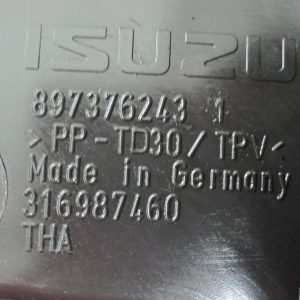 ISUZU
897376243 1
>PP-TD30/TPV<
Made in Germany
316987460
THA